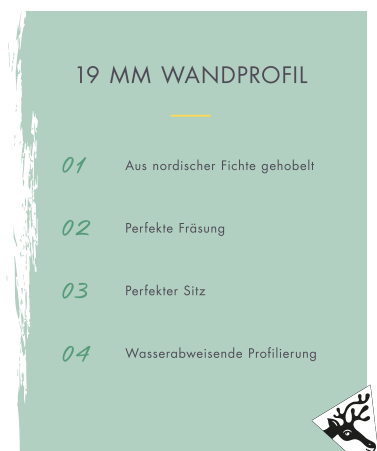 19 MM WANDPROFIL
01 Aus nordischer Fichte gehobelt
02 Perfekte Fräsung
03 Perfekter Sitz
04 Wasserabweisende Profilierung